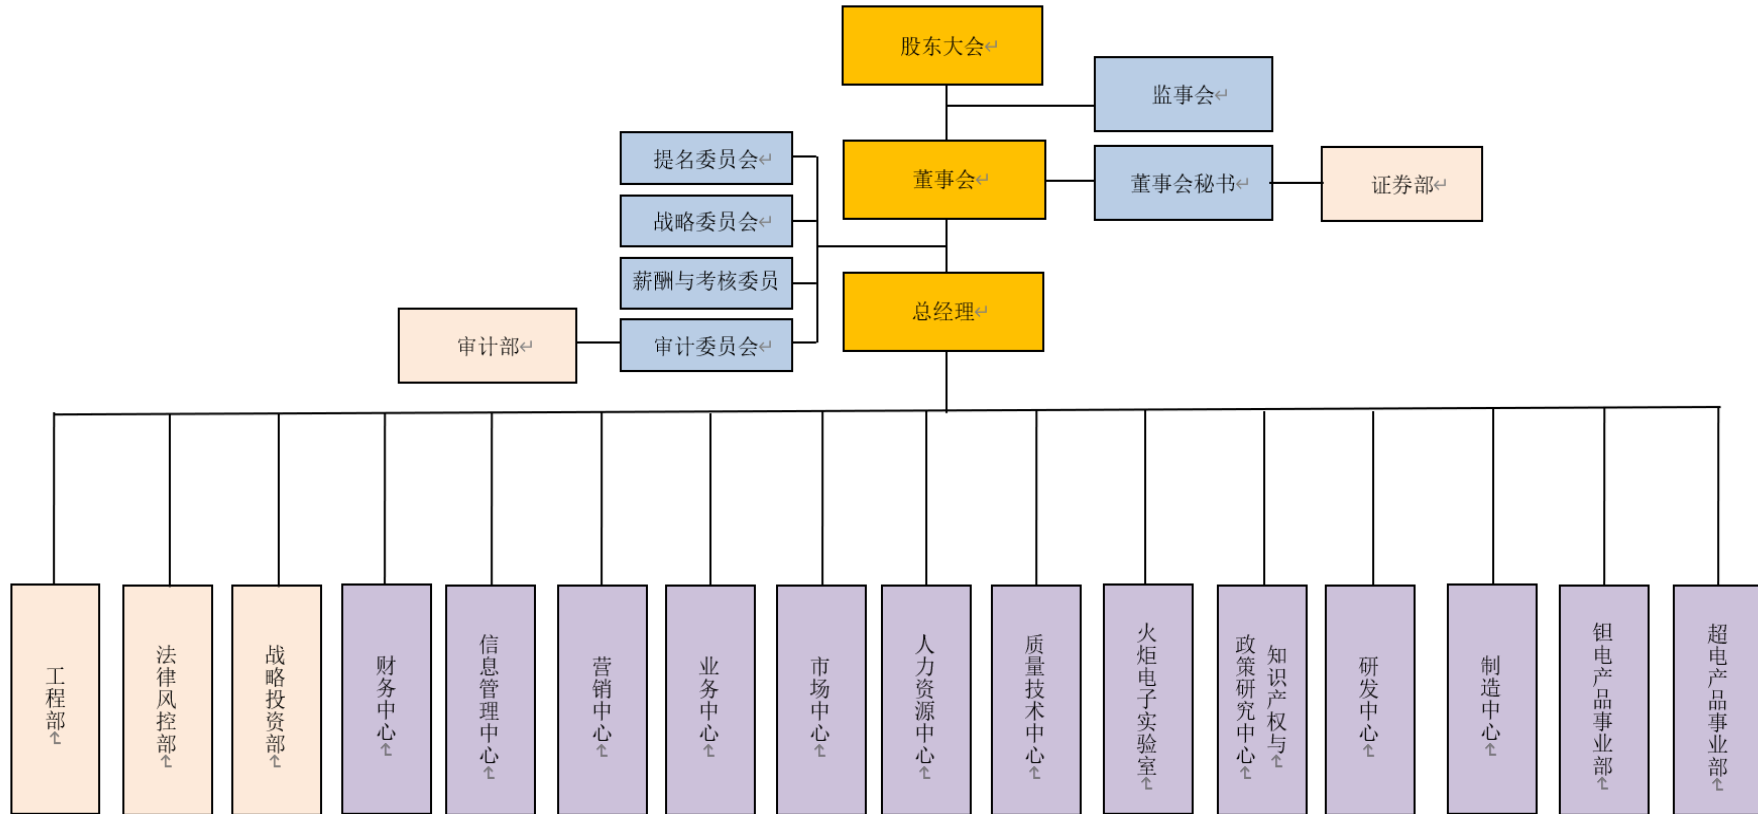 股东大会
监事会
提名委员会
董事会
董事会秘书
证券部
战略委员会
薪酬与考核委员
总经理
审计部
审计委员会
工程部
法律风控部
战略投资部
财务中心
信息管理中心
营销中心
业务中心
市场中心
人力资源中心
质量技术中心
火炬电子实验室
知识产权与
政策研究中心
研发中心
制造中心
钽电产品事业部
超电产品事业部